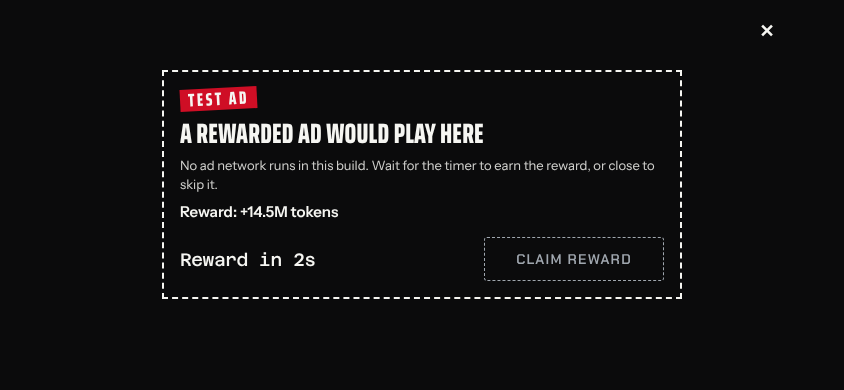 ×
TEST AD
A REWARDED AD WOULD PLAY HERE
No ad network runs in this build. Wait for the timer to earn the reward, or close to
skip it.
Reward: +14.5M tokens
Reward in 2s
CLAIM REWARD